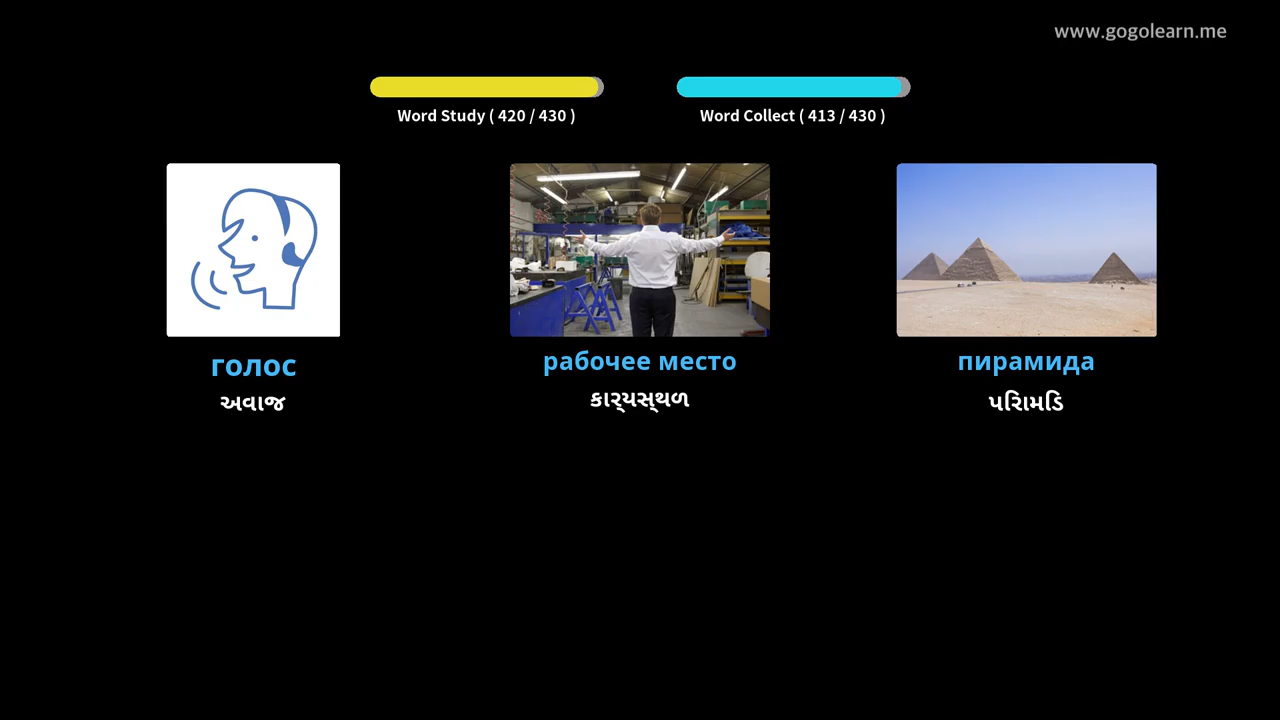 www.gogolearn.me
Word Study ( 420 / 430 )
Word Collect ( 413 / 430 )
голос
рабочее место
пирамида
અવાજ
કાર્યસ્થળ
પિરામિડ